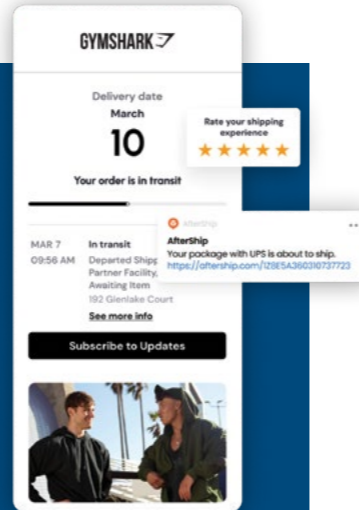 GYMSHARK
Delivery date
March
10
Your order is in transit
Rate your shipping
experience
aftership
AfterShip
Your package with UPS is about to ship.
https://aftership.com/1Z8E5A360310737723
MAR 7
In transit
09:56 AM
Departed Shipp
Partner Facility,
Awaiting Item
192 Glenlake Court
See more info
Subscribe to Updates